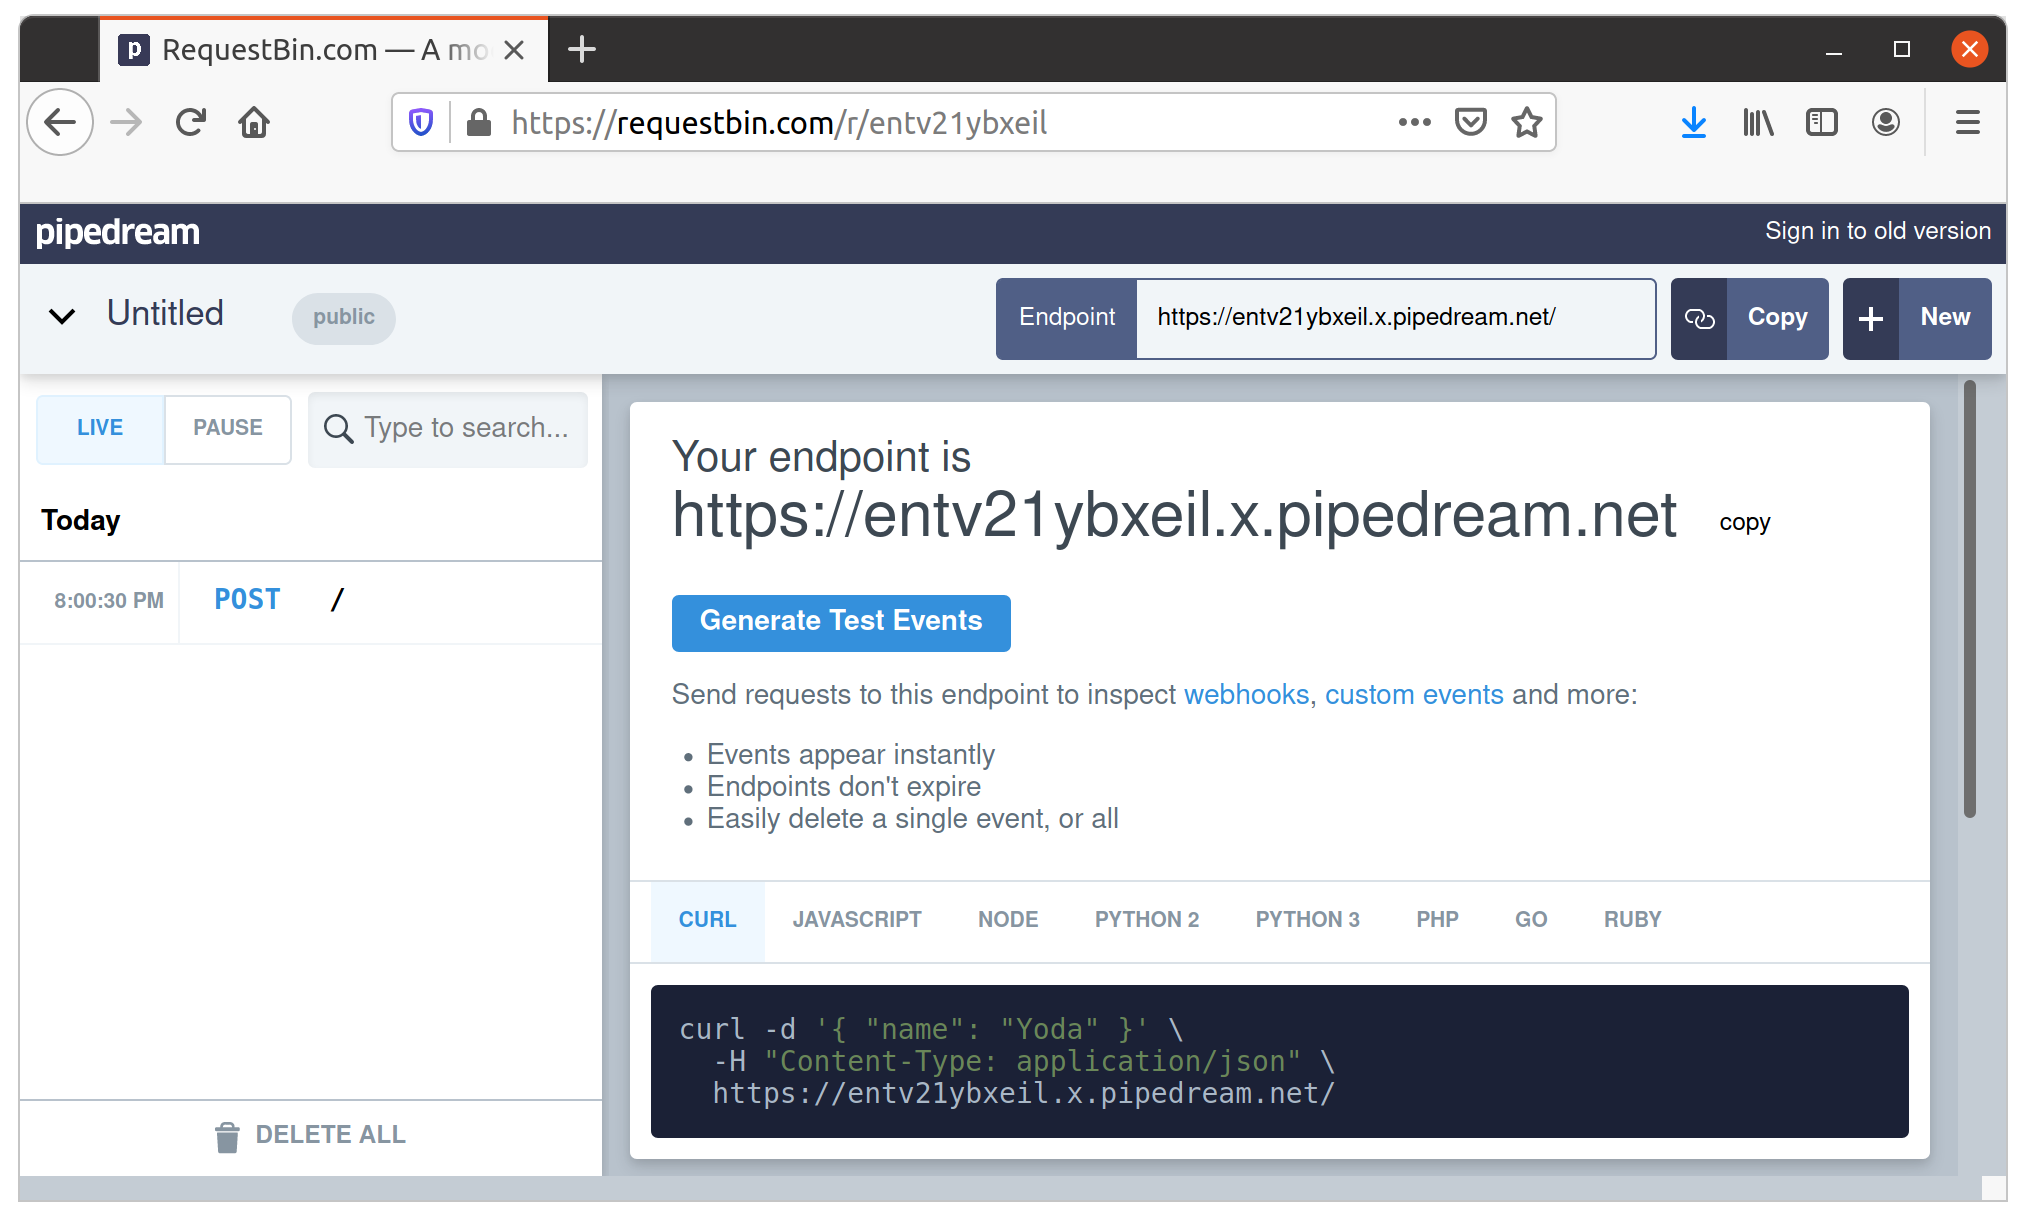 RequestBin.com — A mo
https://requestbin.com/r/entv21ybxeil
pipedream
Sign in to old version
Untitled
public
Endpoint
https://entv21ybxeil.x.pipedream.net/
Copy
New
LIVE
PAUSE
Type to search...
Today
8:00:30 PM
POST
/
DELETE ALL
Your endpoint is
https://entv21ybxeil.x.pipedream.net
copy
Generate Test Events
Send requests to this endpoint to inspect webhooks, custom events and more:
• Events appear instantly
• Endpoints don't expire
• Easily delete a single event, or all
CURL
JAVASCRIPT
NODE
PYTHON 2
PYTHON 3
PHP
GO
RUBY
curl -d '{ "name": "Yoda" }' \
-H "Content-Type: application/json" \
https://entv21ybxeil.x.pipedream.net/